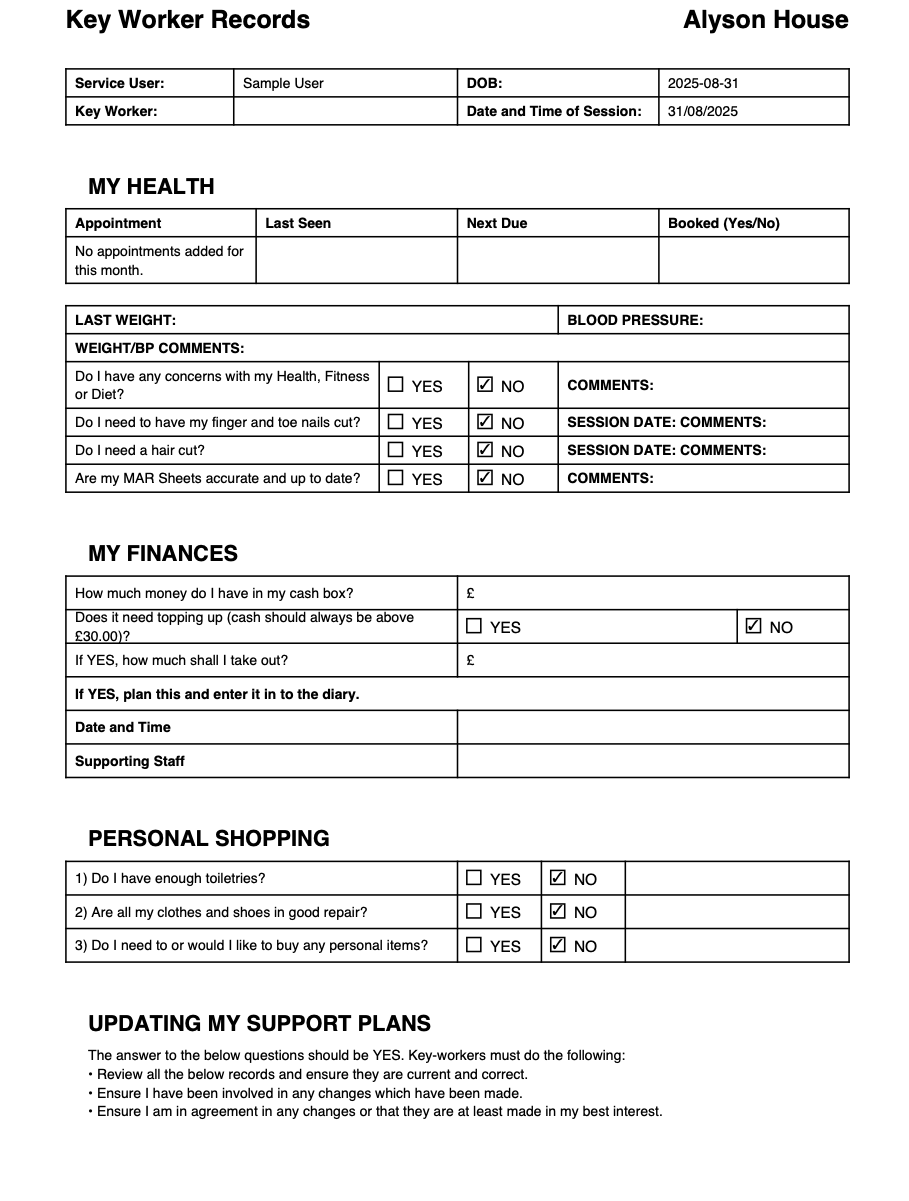 Key Worker Records Alyson House
Service User: Sample User DOB: 2025-08-31
Key Worker: Date and Time of Session: 31/08/2025
MY HEALTH
Appointment Last Seen Next Due Booked (Yes/No)
No appointments added for
this month.
LAST WEIGHT: BLOOD PRESSURE:
WEIGHT/BP COMMENTS:
Do I have any concerns with my Health, Fitness
or Diet? ☐ YES ☑ NO COMMENTS:
Do I need to have my finger and toe nails cut? ☐ YES ☑ NO SESSION DATE: COMMENTS:
Do I need a hair cut? ☐ YES ☑ NO SESSION DATE: COMMENTS:
Are my MAR Sheets accurate and up to date? ☐ YES ☑ NO COMMENTS:
MY FINANCES
How much money do I have in my cash box? £
Does it need topping up (cash should always be above
£30.00)? ☐ YES ☑ NO
If YES, how much shall I take out? £
If YES, plan this and enter it in to the diary.
Date and Time
Supporting Staff
PERSONAL SHOPPING
1) Do I have enough toiletries? ☐ YES ☑ NO
2) Are all my clothes and shoes in good repair? ☐ YES ☑ NO
3) Do I need to or would I like to buy any personal items? ☐ YES ☑ NO
UPDATING MY SUPPORT PLANS
The answer to the below questions should be YES. Key-workers must do the following:
• Review all the below records and ensure they are current and correct.
• Ensure I have been involved in any changes which have been made.
• Ensure I am in agreement in any changes or that they are at least made in my best interest.